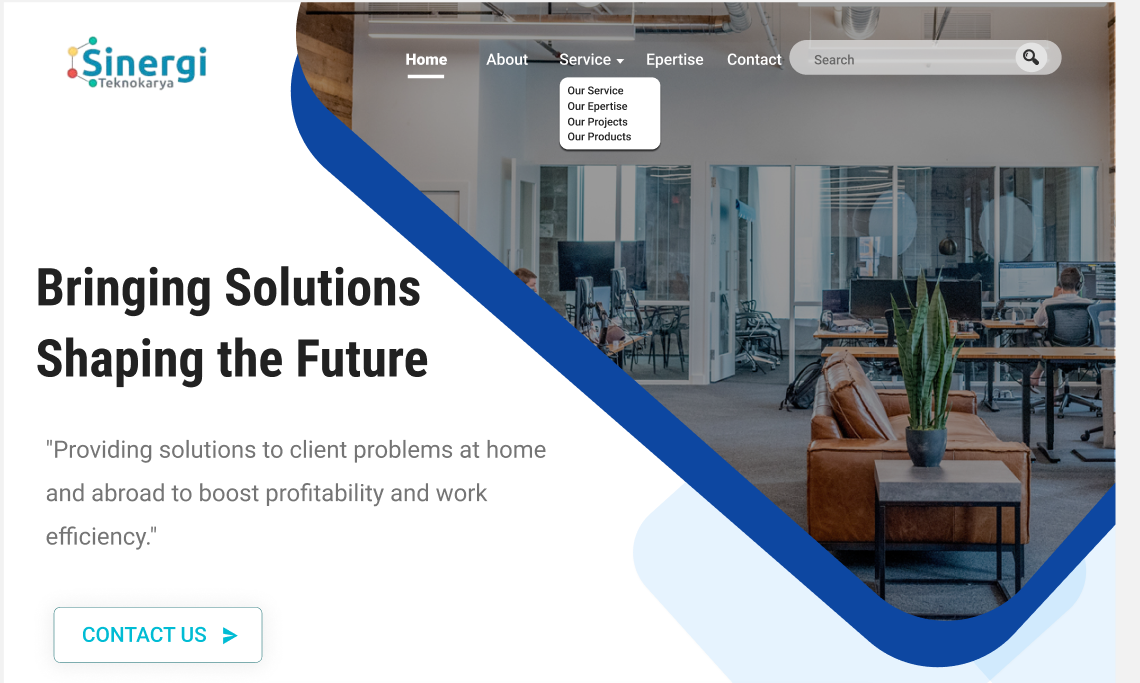 Sinergi
Teknokarya
Home About Service Epertise Contact Search
Our Service
Our Epertise
Our Projects
Our Products
Bringing Solutions
Shaping the Future
"Providing solutions to client problems at home
and abroad to boost profitability and work
efficiency."
CONTACT US